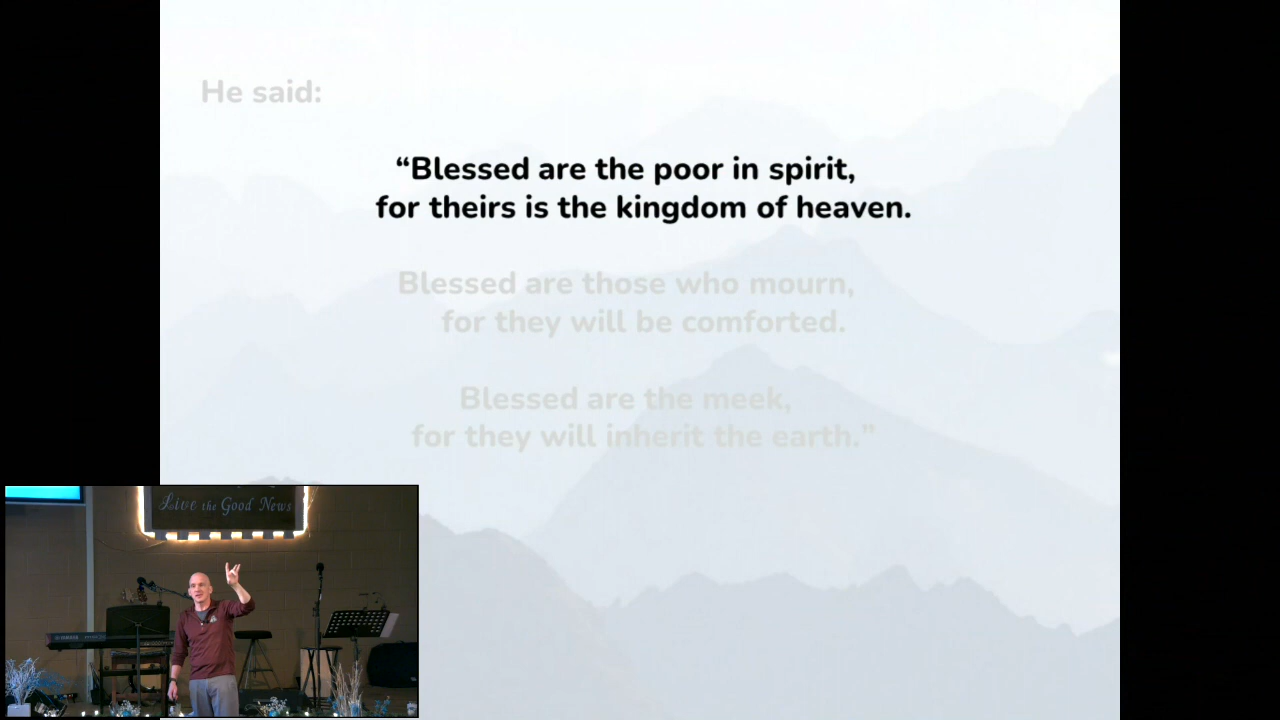 He said:
“Blessed are the poor in spirit,
for theirs is the kingdom of heaven.
Blessed are those who mourn,
for they will be comforted.
Blessed are the meek,
for they will inherit the earth.”
Live the Good News
YAMAHA